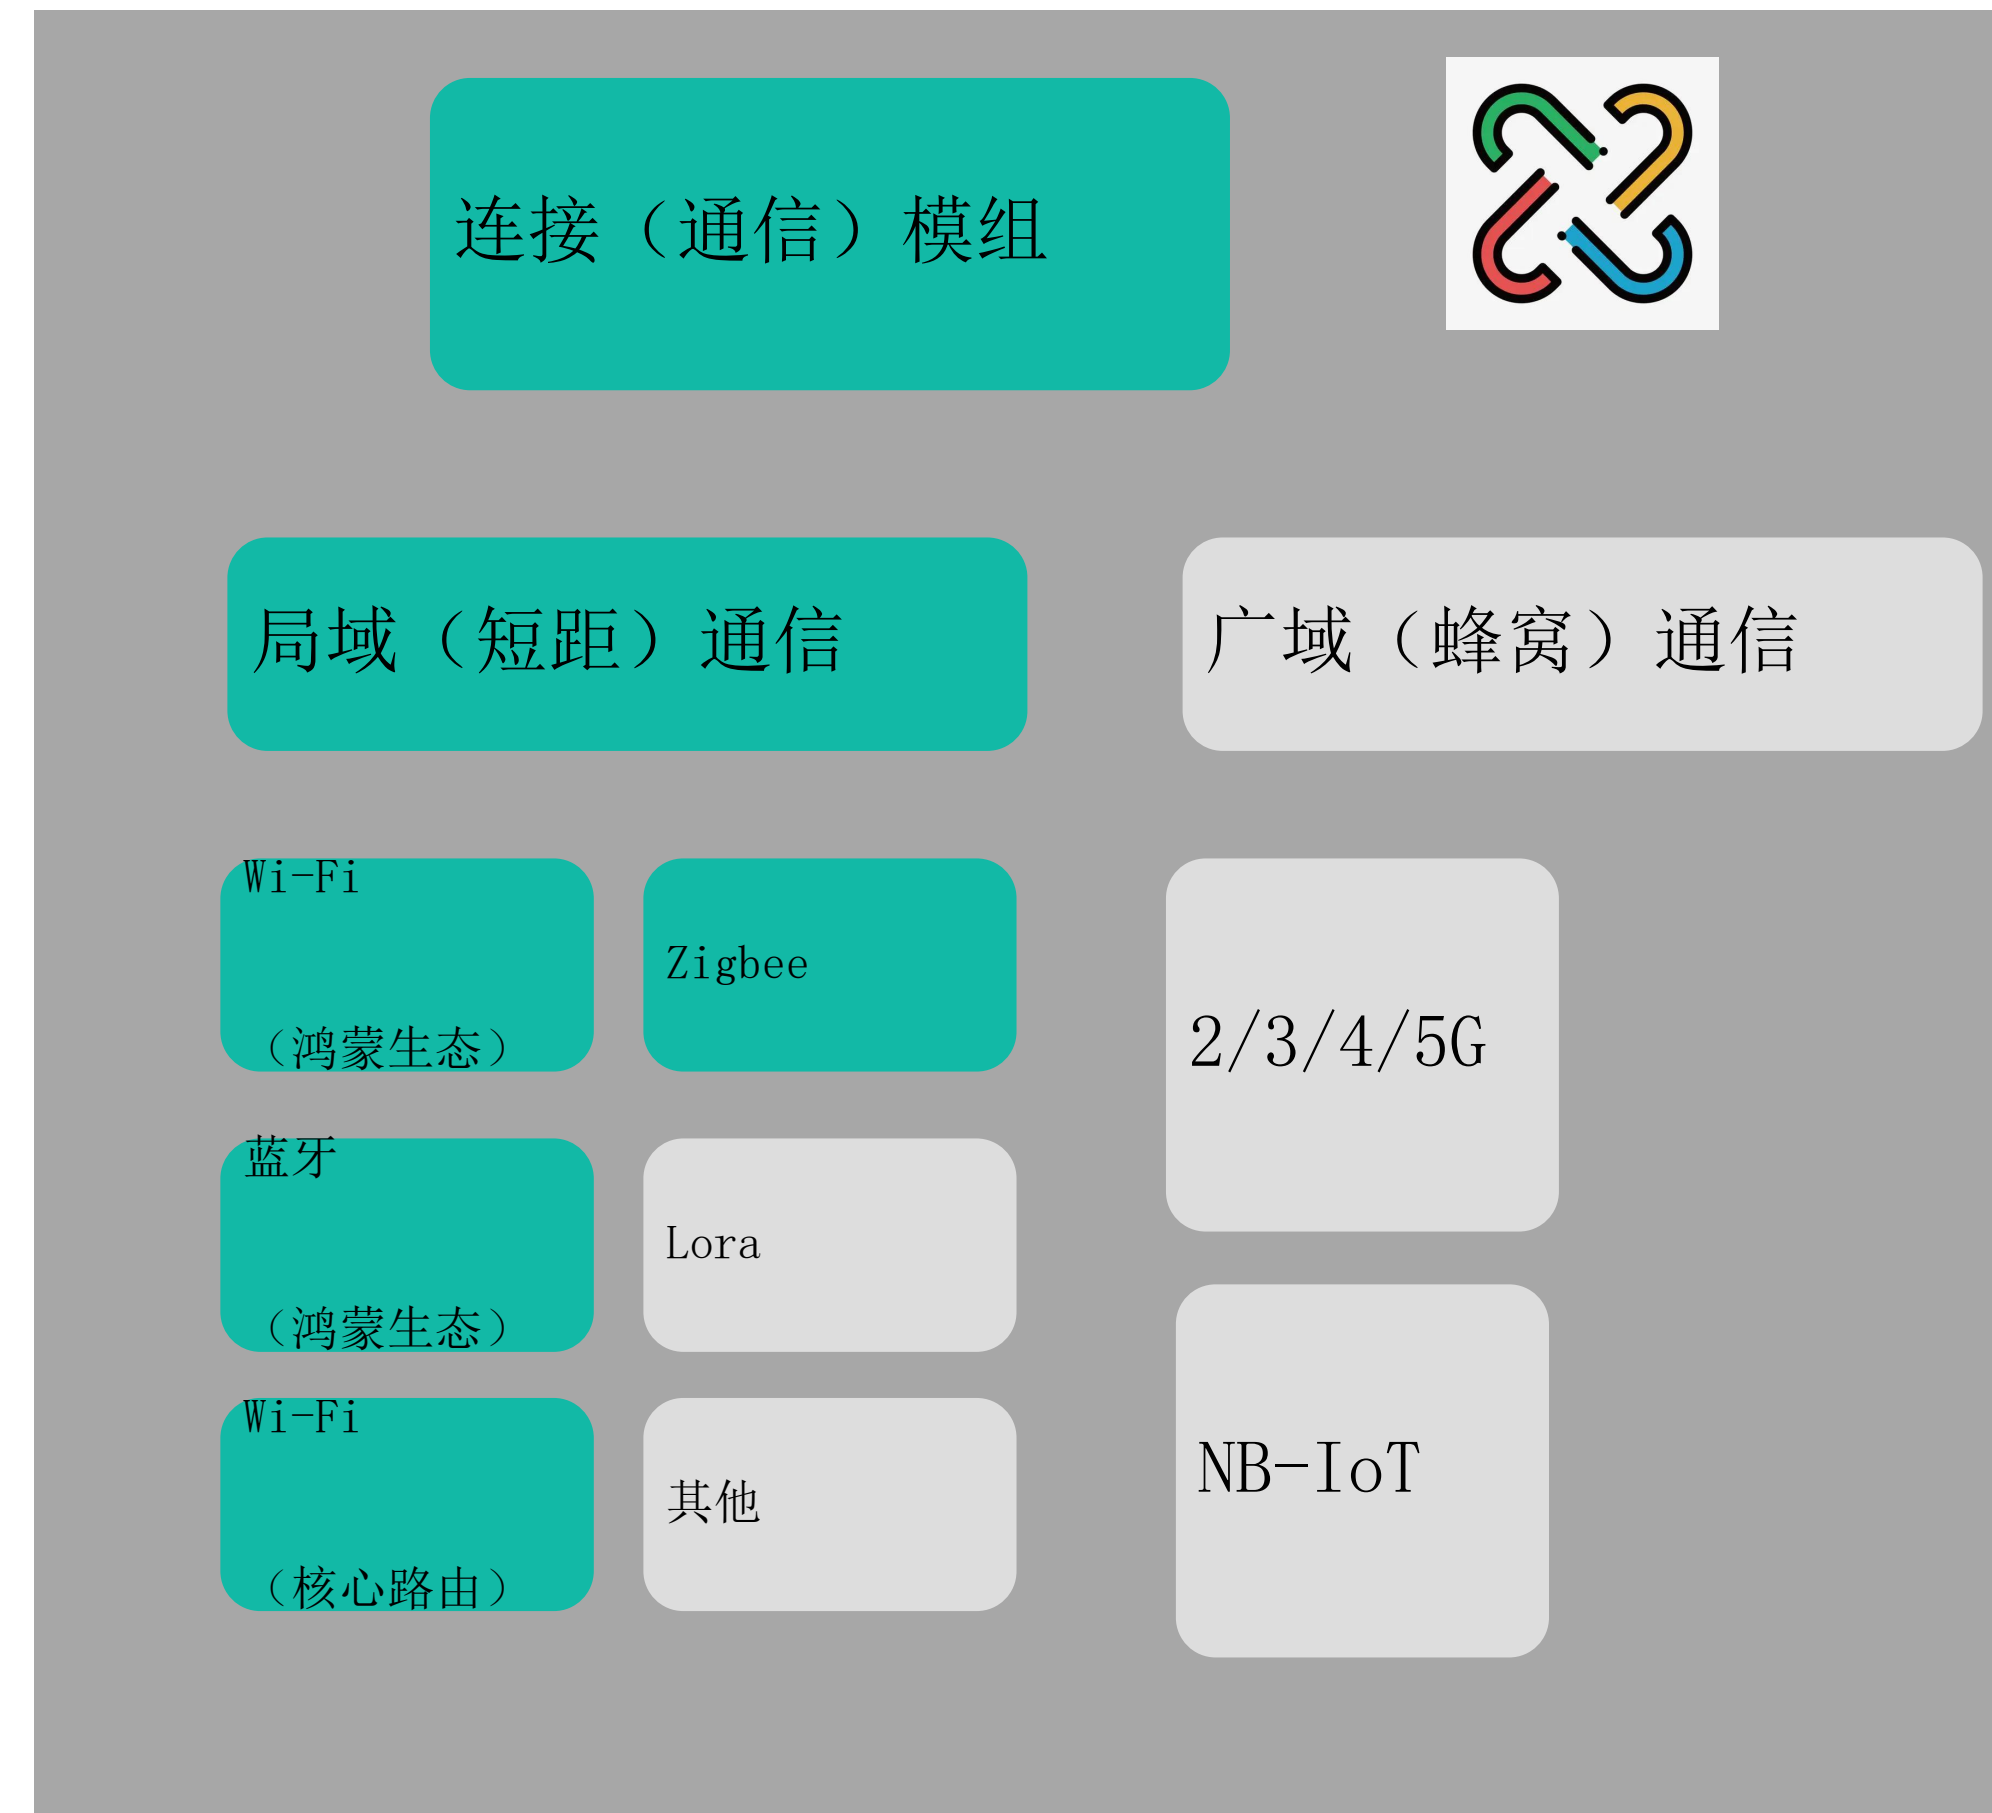 连接（通信）模组
局域（短距）通信
广域（蜂窝）通信
Wi-Fi
（鸿蒙生态）
Zigbee
2/3/4/5G
蓝牙
（鸿蒙生态）
Lora
NB-IoT
Wi-Fi
（核心路由）
其他